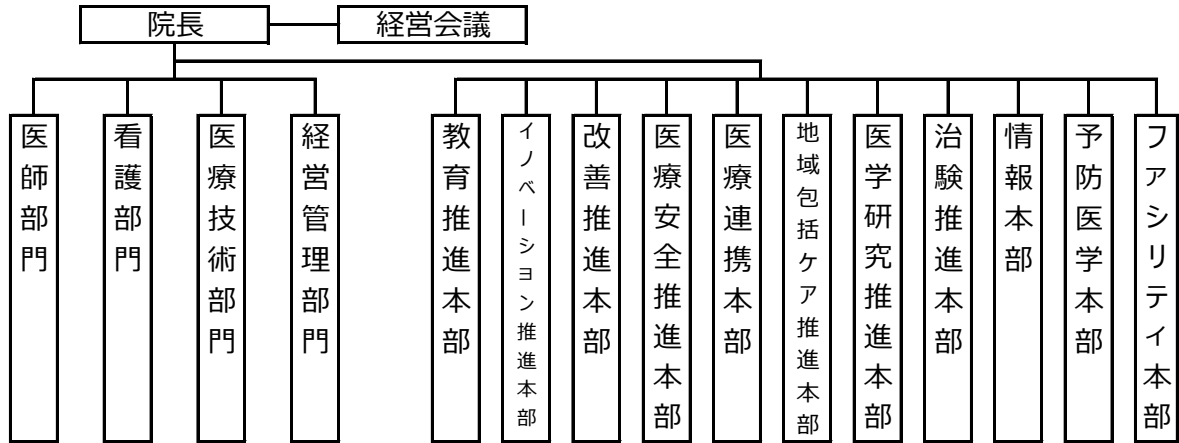 院長
経営会議
医師部門
看護部門
医療技術部門
経営管理部門
教育推進本部
イノベーション推進本部
改善推進本部
医療安全推進本部
医療連携本部
地域包括ケア推進本部
医学研究推進本部
治験推進本部
情報本部
予防医学本部
ファシリテイ本部